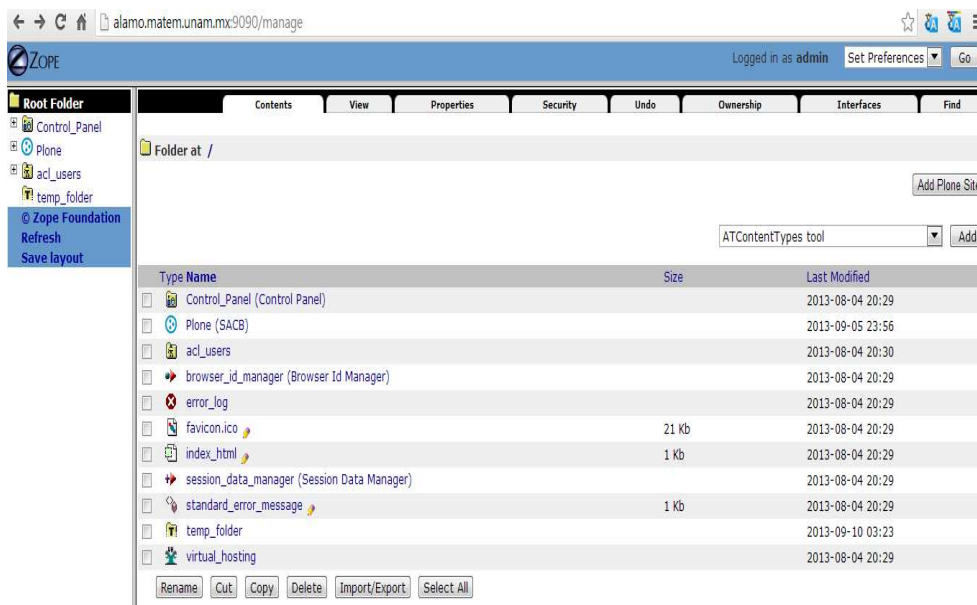 alamo.matem.unam.mx:9090/manage
ZOPE
Logged in as admin Set Preferences Go
Root Folder
Control_Panel
Plone
acl_users
temp_folder
© Zope Foundation
Refresh
Save layout
Contents View Properties Security Undo Ownership Interfaces Find
Folder at /
Add Plone Site
ATContentTypes tool Add
Type Name Size Last Modified
Control_Panel (Control Panel) 2013-08-04 20:29
Plone (SACB) 2013-09-05 23:56
acl_users 2013-08-04 20:30
browser_id_manager (Browser Id Manager) 2013-08-04 20:29
error_log 2013-08-04 20:29
favicon.ico 21 Kb 2013-08-04 20:29
index_html 1 Kb 2013-08-04 20:29
session_data_manager (Session Data Manager) 2013-08-04 20:29
standard_error_message 1 Kb 2013-08-04 20:29
temp_folder 2013-09-10 03:23
virtual_hosting 2013-08-04 20:29
Rename Cut Copy Delete Import/Export Select All